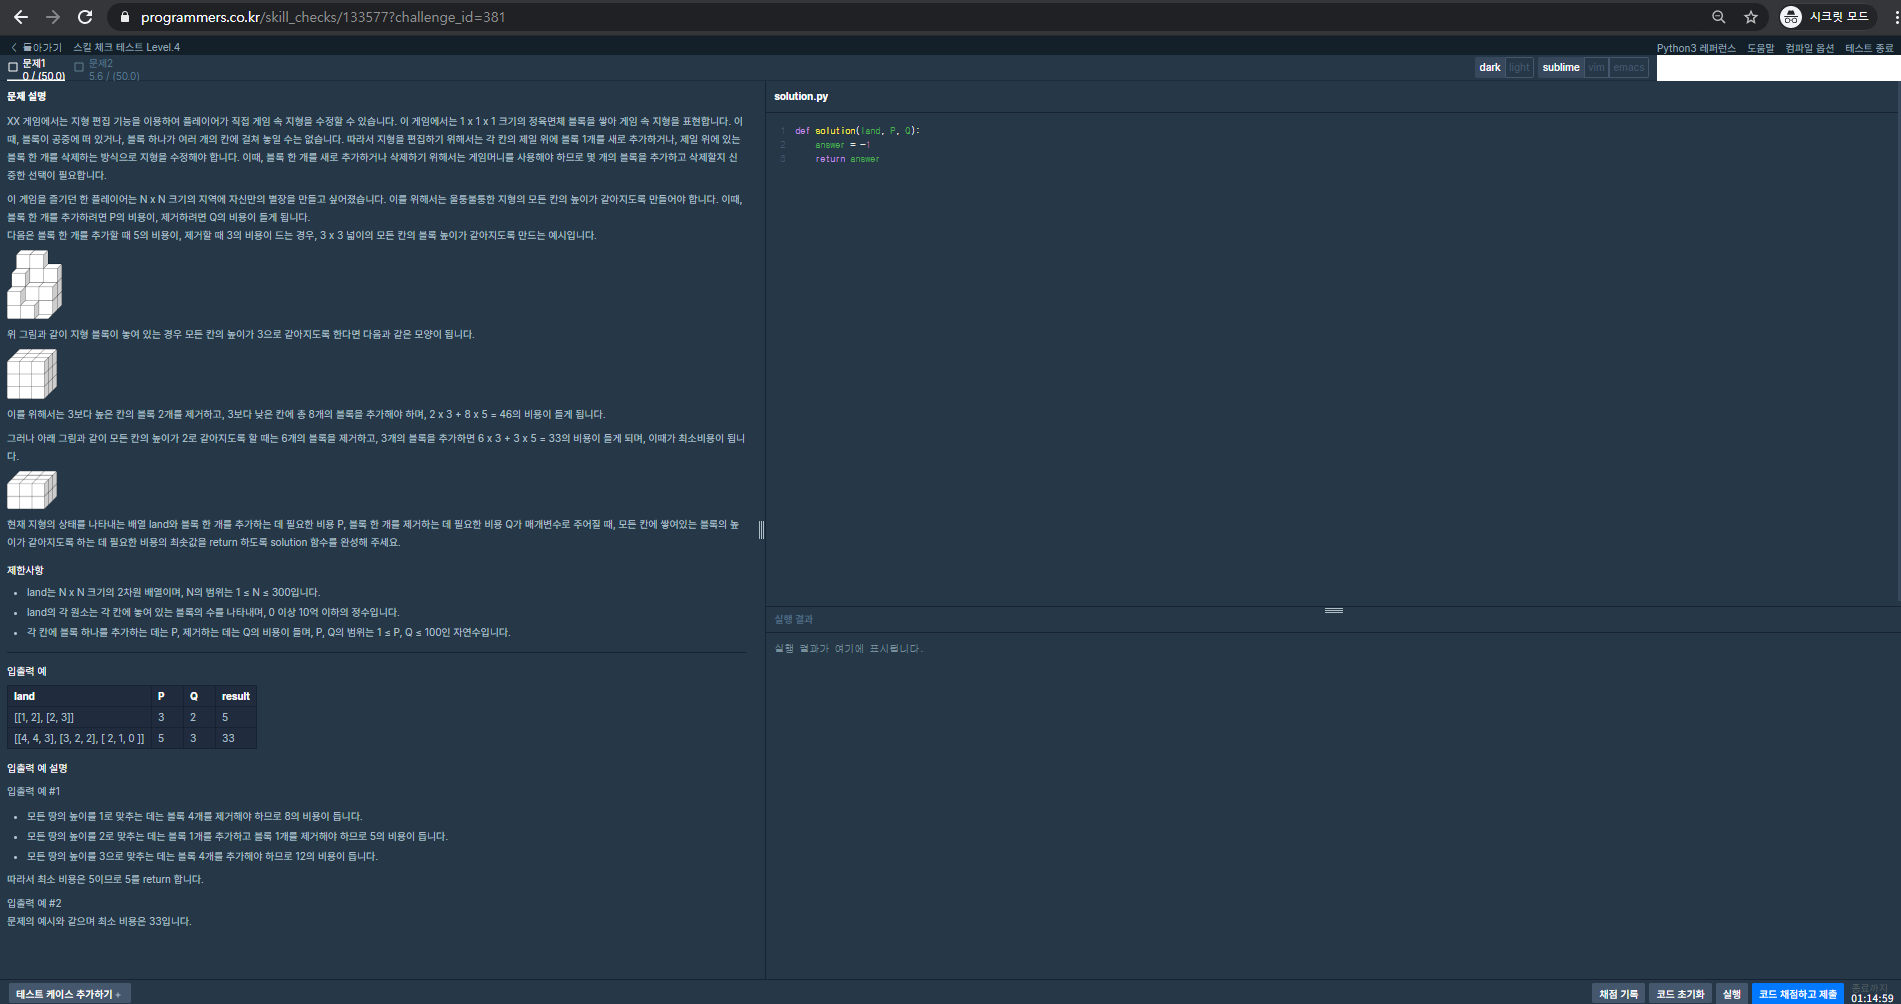 programmers.co.kr/skill_checks/133577?challenge_id=381
시크릿 모드
돌아가기 스킬 체크 테스트 Level.4
Python3 레퍼런스 도움말 컴파일 옵션 테스트 종료
문제1
0 / (50.0)
문제2
5.6 / (50.0)
dark light sublime vim emacs
문제 설명
solution.py
XX 게임에서는 지형 편집 기능을 이용하여 플레이어가 직접 게임 속 지형을 수정할 수 있습니다. 이 게임에서는 1 x 1 x 1 크기의 정육면체 블록을 쌓아 게임 속 지형을 표현합니다. 이
때, 블록이 공중에 떠 있거나, 블록 하나가 여러 개의 칸에 걸쳐 놓일 수는 없습니다. 따라서 지형을 편집하기 위해서는 각 칸의 제일 위에 블록 1개를 새로 추가하거나, 제일 위에 있는
블록 한 개를 삭제하는 방식으로 지형을 수정해야 합니다. 이때, 블록 한 개를 새로 추가하거나 삭제하기 위해서는 게임머니를 사용해야 하므로 몇 개의 블록을 추가하고 삭제할지 신
중한 선택이 필요합니다.
이 게임을 즐기던 한 플레이어는 N x N 크기의 지역에 자신만의 별장을 만들고 싶어졌습니다. 이를 위해서는 울퉁불퉁한 지형의 모든 칸의 높이가 같아지도록 만들어야 합니다. 이때,
블록 한 개를 추가하려면 P의 비용이, 제거하려면 Q의 비용이 들게 됩니다.
다음은 블록 한 개를 추가할 때 5의 비용이, 제거할 때 3의 비용이 드는 경우, 3 x 3 넓이의 모든 칸의 블록 높이가 같아지도록 만드는 예시입니다.
위 그림과 같이 지형 블록이 놓여 있는 경우 모든 칸의 높이가 3으로 같아지도록 한다면 다음과 같은 모양이 됩니다.
이를 위해서는 3보다 높은 칸의 블록 2개를 제거하고, 3보다 낮은 칸에 총 8개의 블록을 추가해야 하며, 2 x 3 + 8 x 5 = 46의 비용이 들게 됩니다.
그러나 아래 그림과 같이 모든 칸의 높이가 2로 같아지도록 할 때는 6개의 블록을 제거하고, 3개의 블록을 추가하면 6 x 3 + 3 x 5 = 33의 비용이 들게 되며, 이때가 최소비용이 됩니
다.
현재 지형의 상태를 나타내는 배열 land와 블록 한 개를 추가하는 데 필요한 비용 P, 블록 한 개를 제거하는 데 필요한 비용 Q가 매개변수로 주어질 때, 모든 칸에 쌓여있는 블록의 높
이가 같아지도록 하는 데 필요한 비용의 최솟값을 return 하도록 solution 함수를 완성해 주세요.
제한사항
• land는 N x N 크기의 2차원 배열이며, N의 범위는 1 ≤ N ≤ 300입니다.
• land의 각 원소는 각 칸에 놓여 있는 블록의 수를 나타내며, 0 이상 10억 이하의 정수입니다.
• 각 칸에 블록 하나를 추가하는 데는 P, 제거하는 데는 Q의 비용이 들며, P, Q의 범위는 1 ≤ P, Q ≤ 100인 자연수입니다.
입출력 예
land P Q result
[[1, 2], [2, 3]] 3 2 5
[[4, 4, 3], [3, 2, 2], [ 2, 1, 0 ]] 5 3 33
입출력 예 설명
입출력 예 #1
• 모든 땅의 높이를 1로 맞추는 데는 블록 4개를 제거해야 하므로 8의 비용이 듭니다.
• 모든 땅의 높이를 2로 맞추는 데는 블록 1개를 추가하고 블록 1개를 제거해야 하므로 5의 비용이 듭니다.
• 모든 땅의 높이를 3으로 맞추는 데는 블록 4개를 추가해야 하므로 12의 비용이 듭니다.
따라서 최소 비용은 5이므로 5를 return 합니다.
입출력 예 #2
문제의 예시와 같으며 최소 비용은 33입니다.
1 def solution(land, P, Q):
2 answer = -1
3 return answer
실행 결과
실행 결과가 여기에 표시됩니다.
테스트 케이스 추가하기 +
채점 기록 코드 초기화 실행 코드 채점하고 제출
종료까지
01:14:59